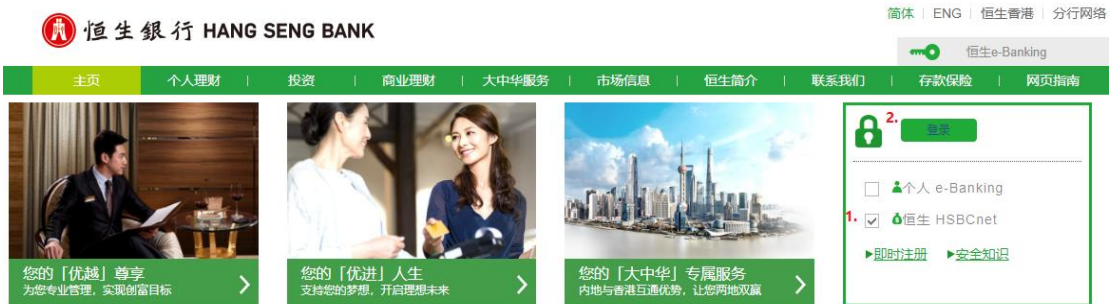 简体 | ENG | 恒生香港 | 分行网络
恒生銀行 HANG SENG BANK
恒生e-Banking
主页 | 个人理财 | 投资 | 商业理财 | 大中华服务 | 市场信息 | 恒生简介 | 联系我们 | 存款保险 | 网页指南
2. 登录
个人 e-Banking
1. 恒生 HSBCnet
即时注册 安全知识
您的「优越」尊享
为您专业管理，实现创富目标
您的「优进」人生
支持您的梦想，开启理想未来
您的「大中华」专属服务
内地与香港互通优势，让您两地双赢